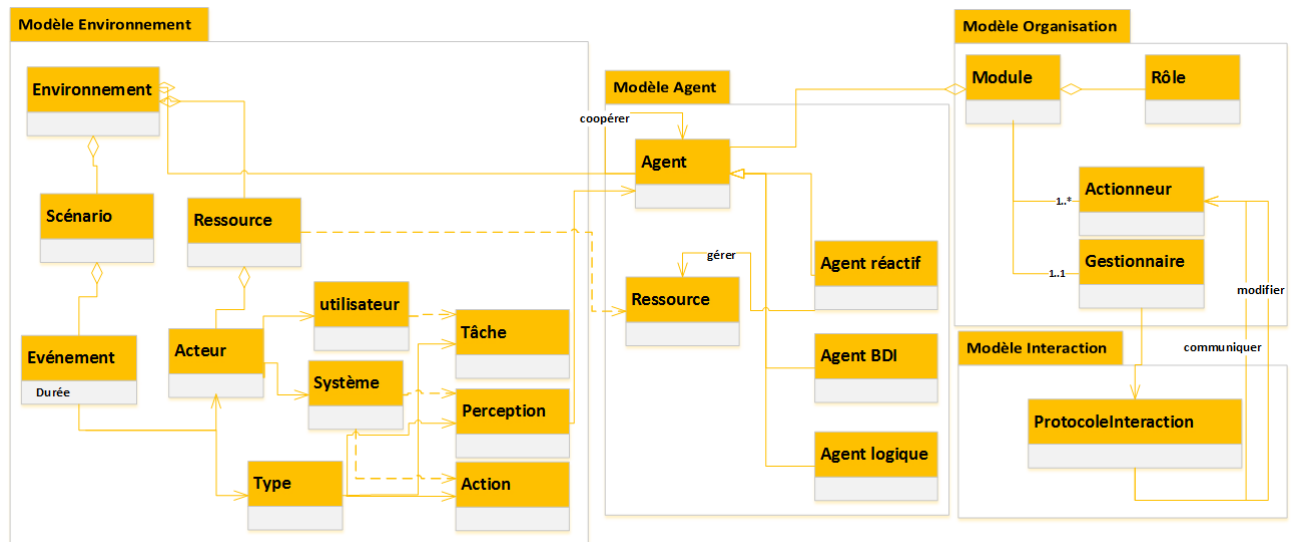 Modèle Environnement
Environnement
Scénario
Ressource
Evénement
Durée
Acteur
utilisateur
Système
Type
Tâche
Perception
Action
Modèle Agent
coopérer
Agent
Ressource
gérer
Agent réactif
Agent BDI
Agent logique
Modèle Organisation
Module
Rôle
Actionneur
1..*
Gestionnaire
1..1
modifier
communiquer
Modèle Interaction
ProtocoleInteraction